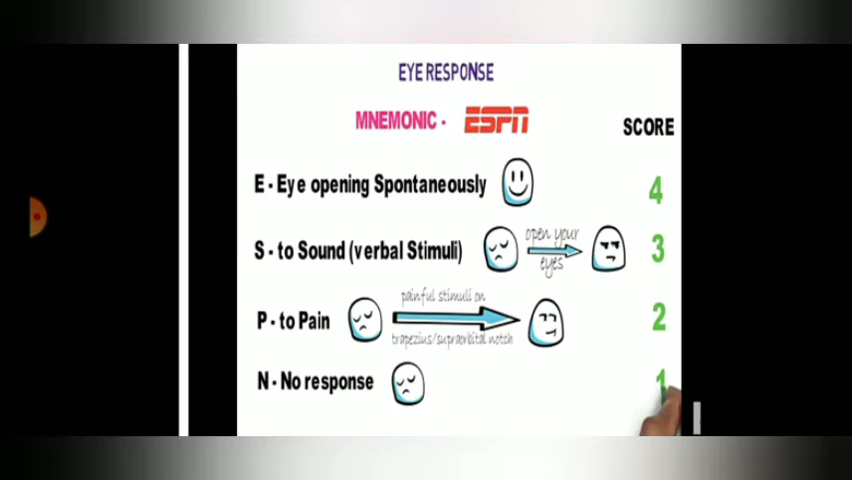 EYE RESPONSE
MNEMONIC - ESPN
SCORE
E - Eye opening Spontaneously
4
S - to Sound (verbal Stimuli)
open your
eyes
3
P - to Pain
painful stimuli on
trapezius/supraorbital notch
2
N - No response
1